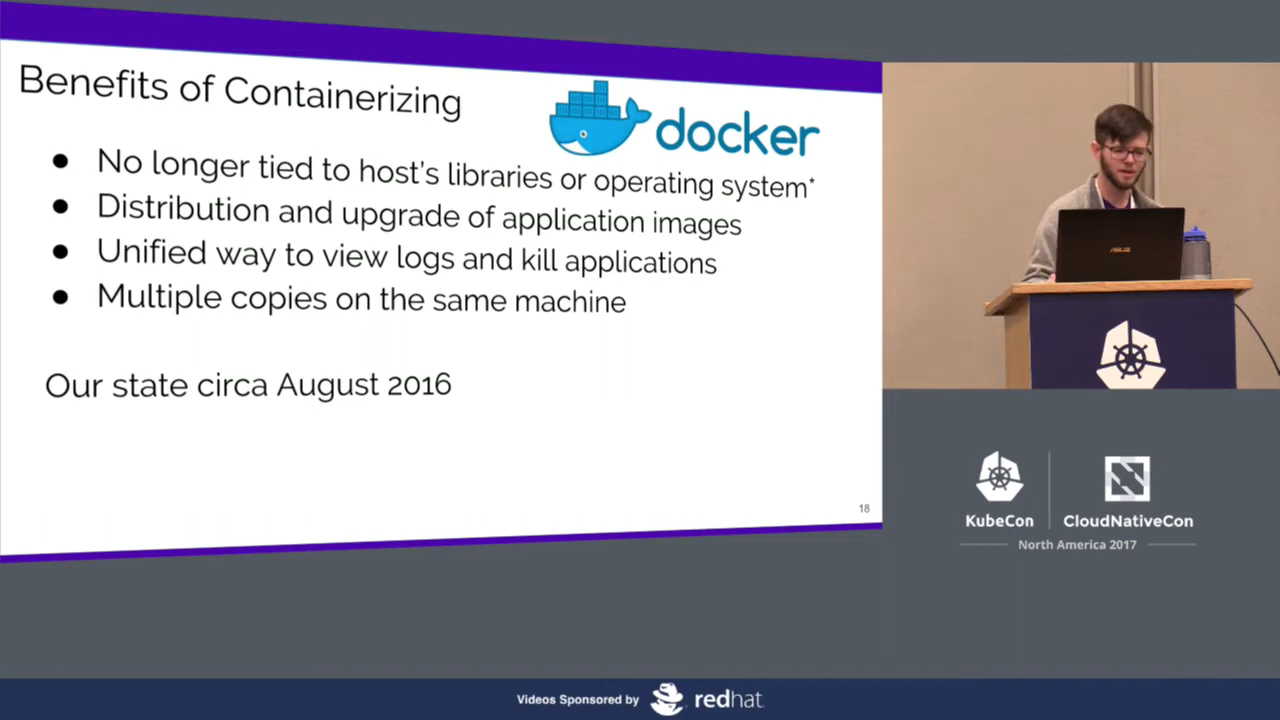 Benefits of Containerizing
docker
● No longer tied to host's libraries or operating system*
● Distribution and upgrade of application images
● Unified way to view logs and kill applications
● Multiple copies on the same machine
Our state circa August 2016
18
ASUS
KubeCon
CloudNativeCon
North America 2017
Videos Sponsored by
redhat.